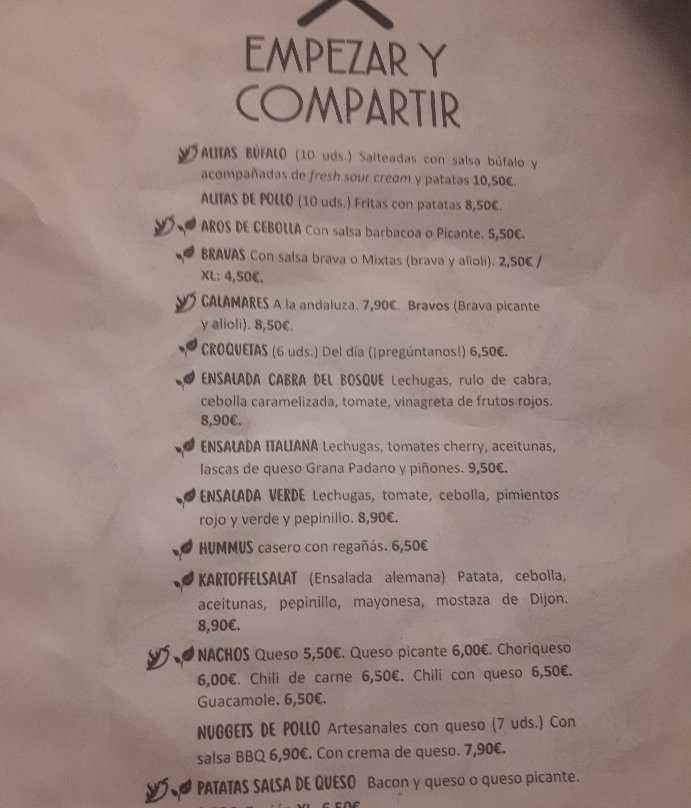 EMPEZAR Y
COMPARTIR
ALITAS BÚFALO (10 uds.) Salteadas con salsa búfalo y
acompañadas de fresh sour cream y patatas 10,50€.
ALITAS DE POLLO (10 uds.) Fritas con patatas 8,50€.
AROS DE CEBOLLA Con salsa barbacoa o Picante. 5,50€.
BRAVAS Con salsa brava o Mixtas (brava y alioli). 2,50€ /
XL: 4,50€.
CALAMARES A la andaluza. 7,90€. Bravos (Brava picante
y alioli). 8,50€.
CROQUETAS (6 uds.) Del día (¡pregúntanos!) 6,50€.
ENSALADA CABRA DEL BOSQUE Lechugas, rulo de cabra,
cebolla caramelizada, tomate, vinagreta de frutos rojos.
8,90€.
ENSALADA ITALIANA Lechugas, tomates cherry, aceitunas,
lascas de queso Grana Padano y piñones. 9,50€.
ENSALADA VERDE Lechugas, tomate, cebolla, pimientos
rojo y verde y pepinillo. 8,90€.
HUMMUS casero con regañás. 6,50€
KARTOFFELSALAT (Ensalada alemana) Patata, cebolla,
aceitunas, pepinillo, mayonesa, mostaza de Dijon.
8,90€.
NACHOS Queso 5,50€. Queso picante 6,00€. Choriqueso
6,00€. Chili de carne 6,50€. Chili con queso 6,50€.
Guacamole. 6,50€.
NUGGETS DE POLLO Artesanales con queso (7 uds.) Con
salsa BBQ 6,90€. Con crema de queso. 7,90€.
PATATAS SALSA DE QUESO Bacon y queso o queso picante.
XL 6,50€